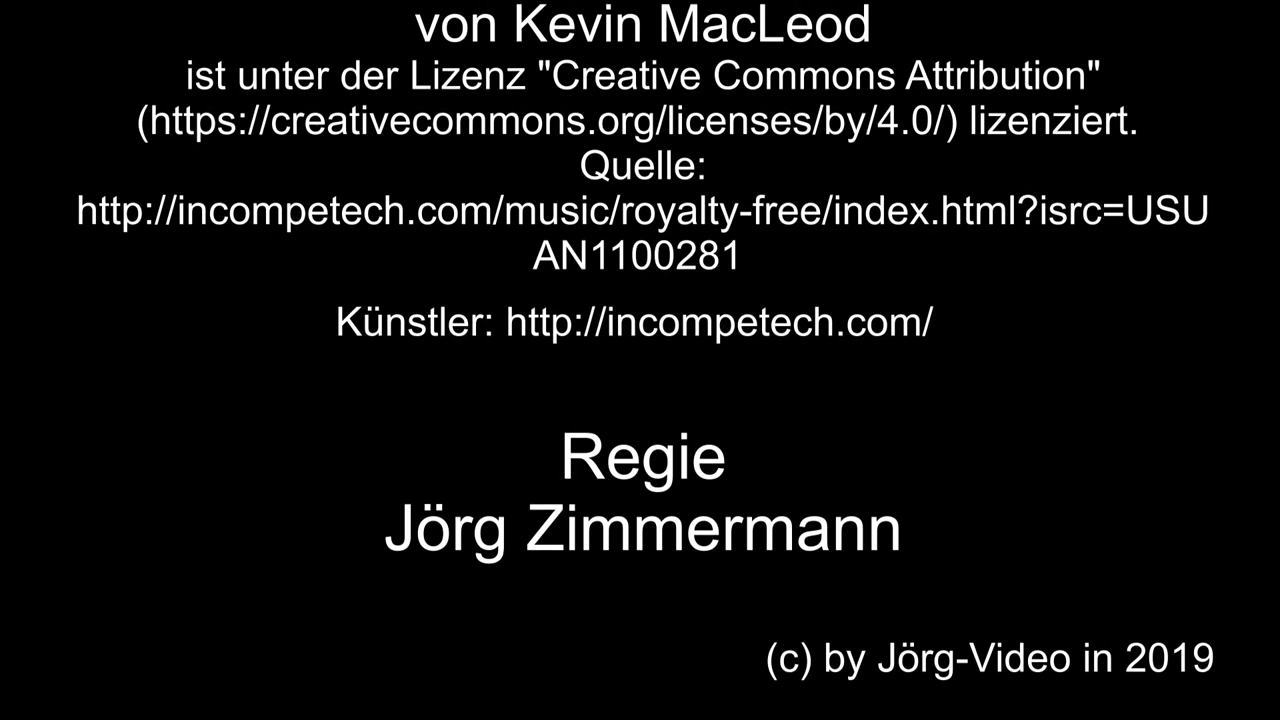 von Kevin MacLeod
ist unter der Lizenz "Creative Commons Attribution"
(https://creativecommons.org/licenses/by/4.0/) lizenziert.
Quelle:
http://incompetech.com/music/royalty-free/index.html?isrc=USU
AN1100281
Künstler: http://incompetech.com/
Regie
Jörg Zimmermann
(c) by Jörg-Video in 2019